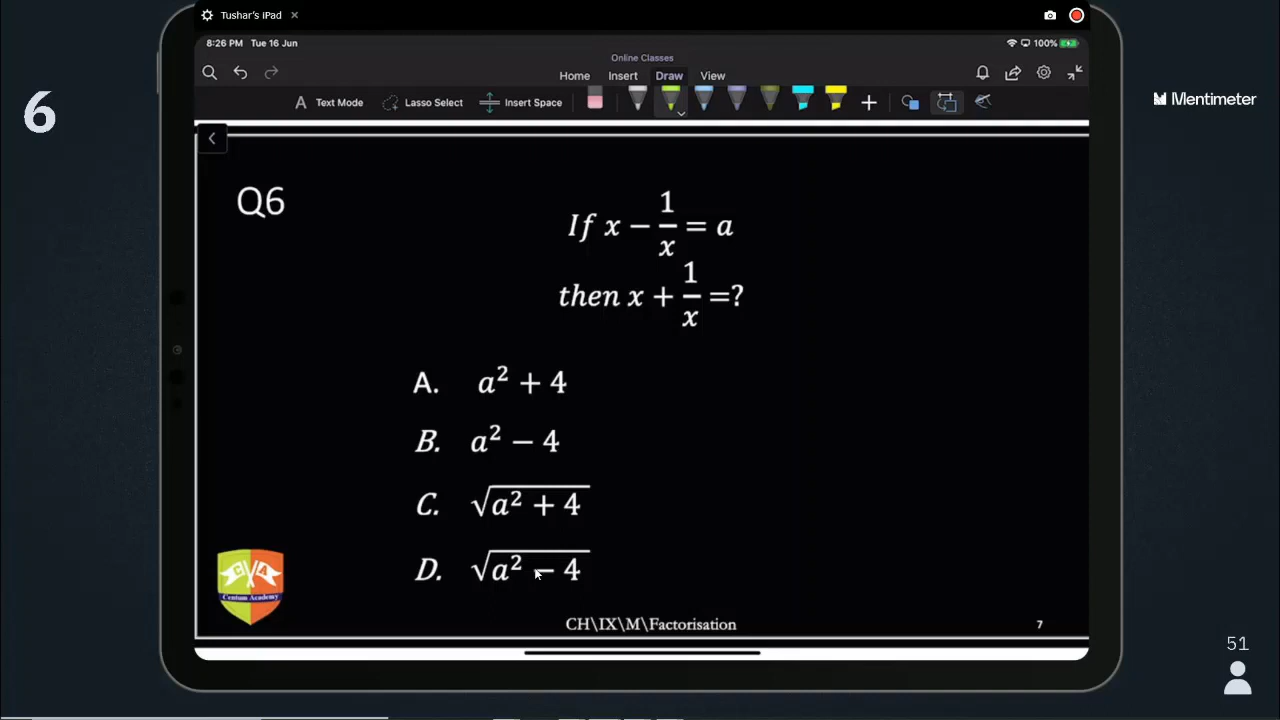 Tushar's iPad ×
8:26 PM Tue 16 Jun
100%
Online Classes
Home Insert Draw View
A Text Mode Lasso Select Insert Space
6
Mentimeter
Q6
If x − 1/x = a
then x + 1/x =?
A. a² + 4
B. a² − 4
C. √(a² + 4)
D. √(a² − 4)
C A
Centum Academy
CH\IX\M\Factorisation
7
51